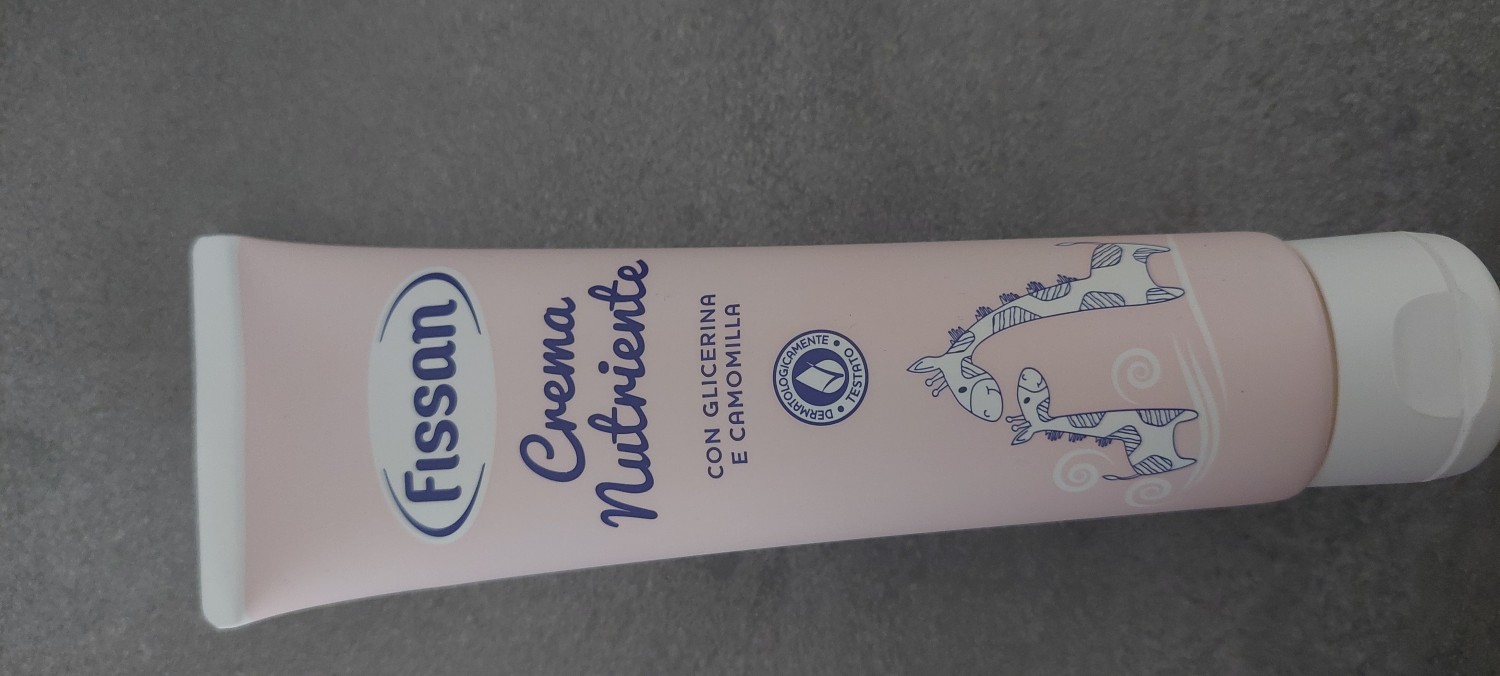 Fissan
Crema
Nutriente
CON GLICERINA
E CAMOMILLA
DERMATOLOGICAMENTE
TESTATO